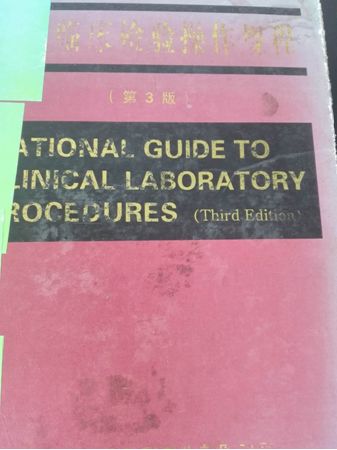 临床检验操作规程
(第3版)
ATIONAL GUIDE TO
LINICAL LABORATORY
ROCEDURES (Third Edition)